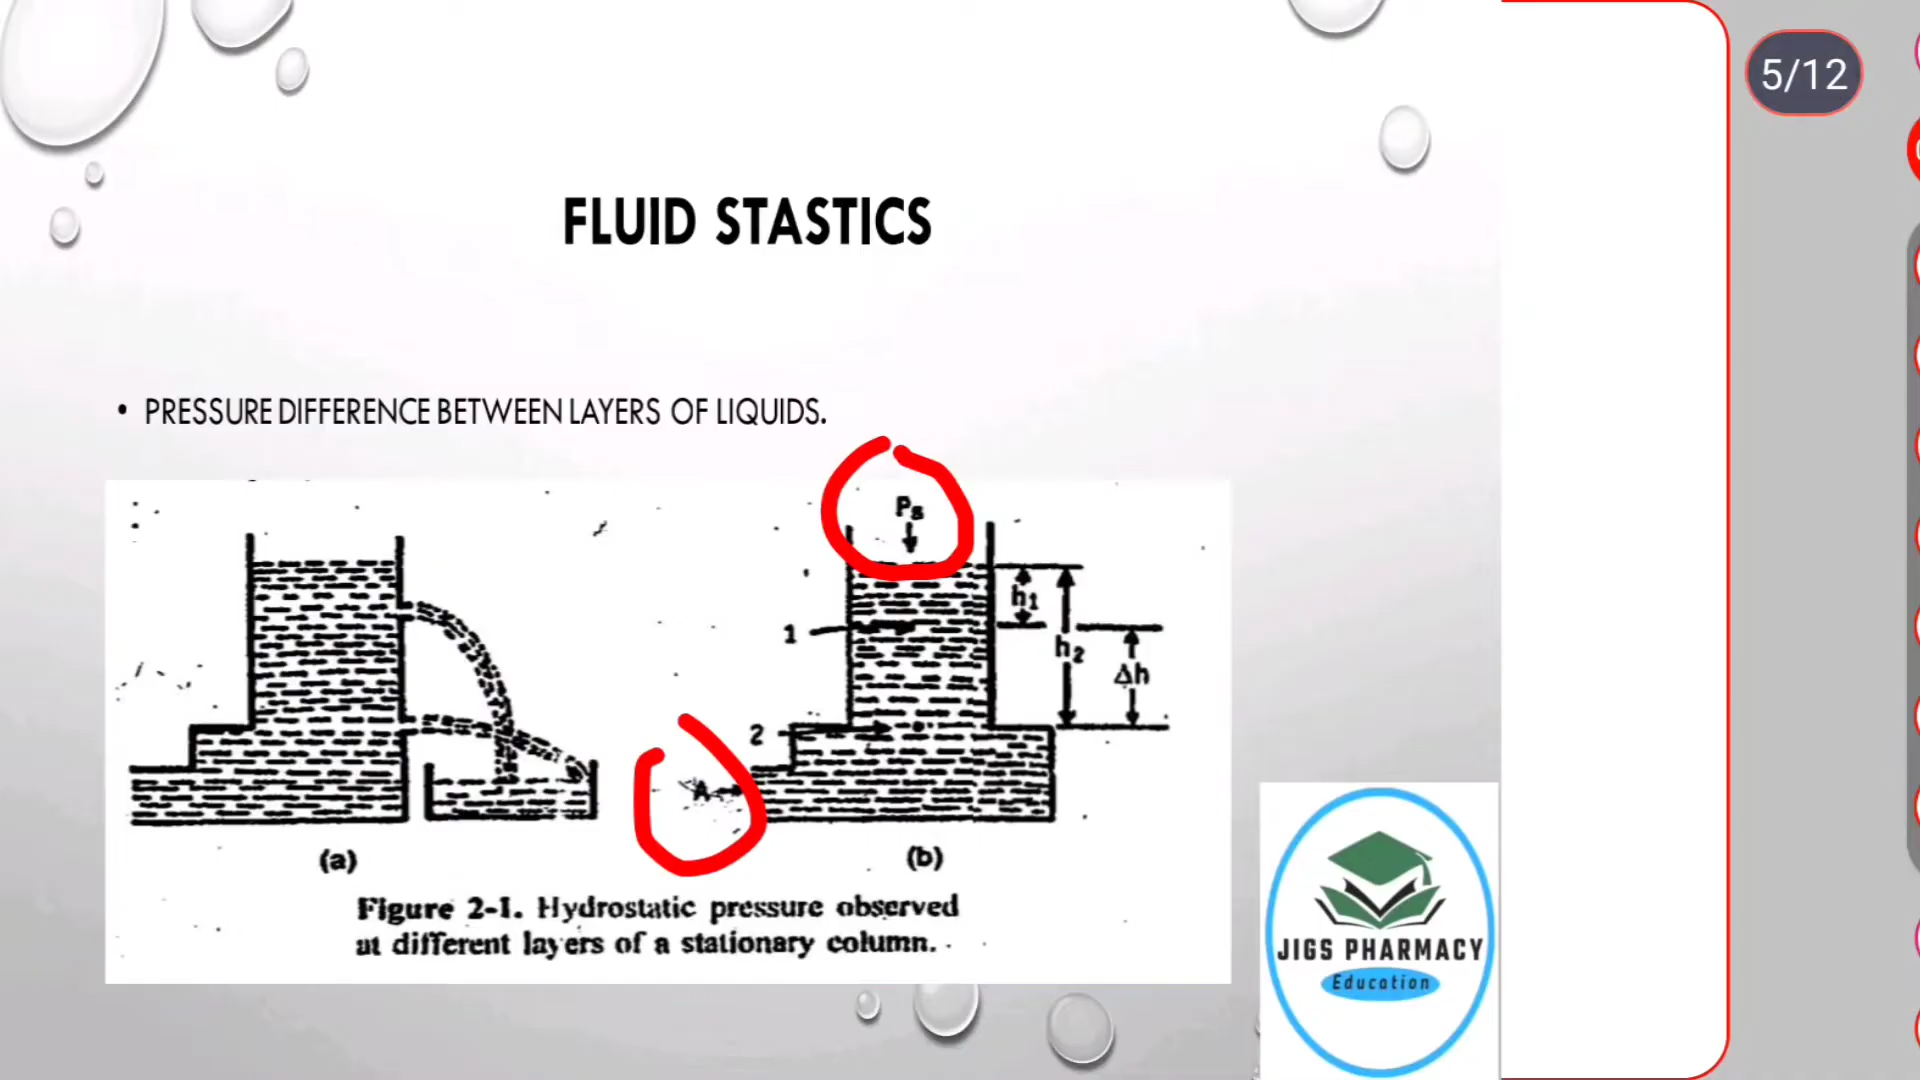 5/12
FLUID STASTICS
• PRESSURE DIFFERENCE BETWEEN LAYERS OF LIQUIDS.
Ps
h1
1
h2
Δh
2
A
(a)
(b)
Figure 2-1. Hydrostatic pressure observed
at different layers of a stationary column.
JIGS PHARMACY
Education